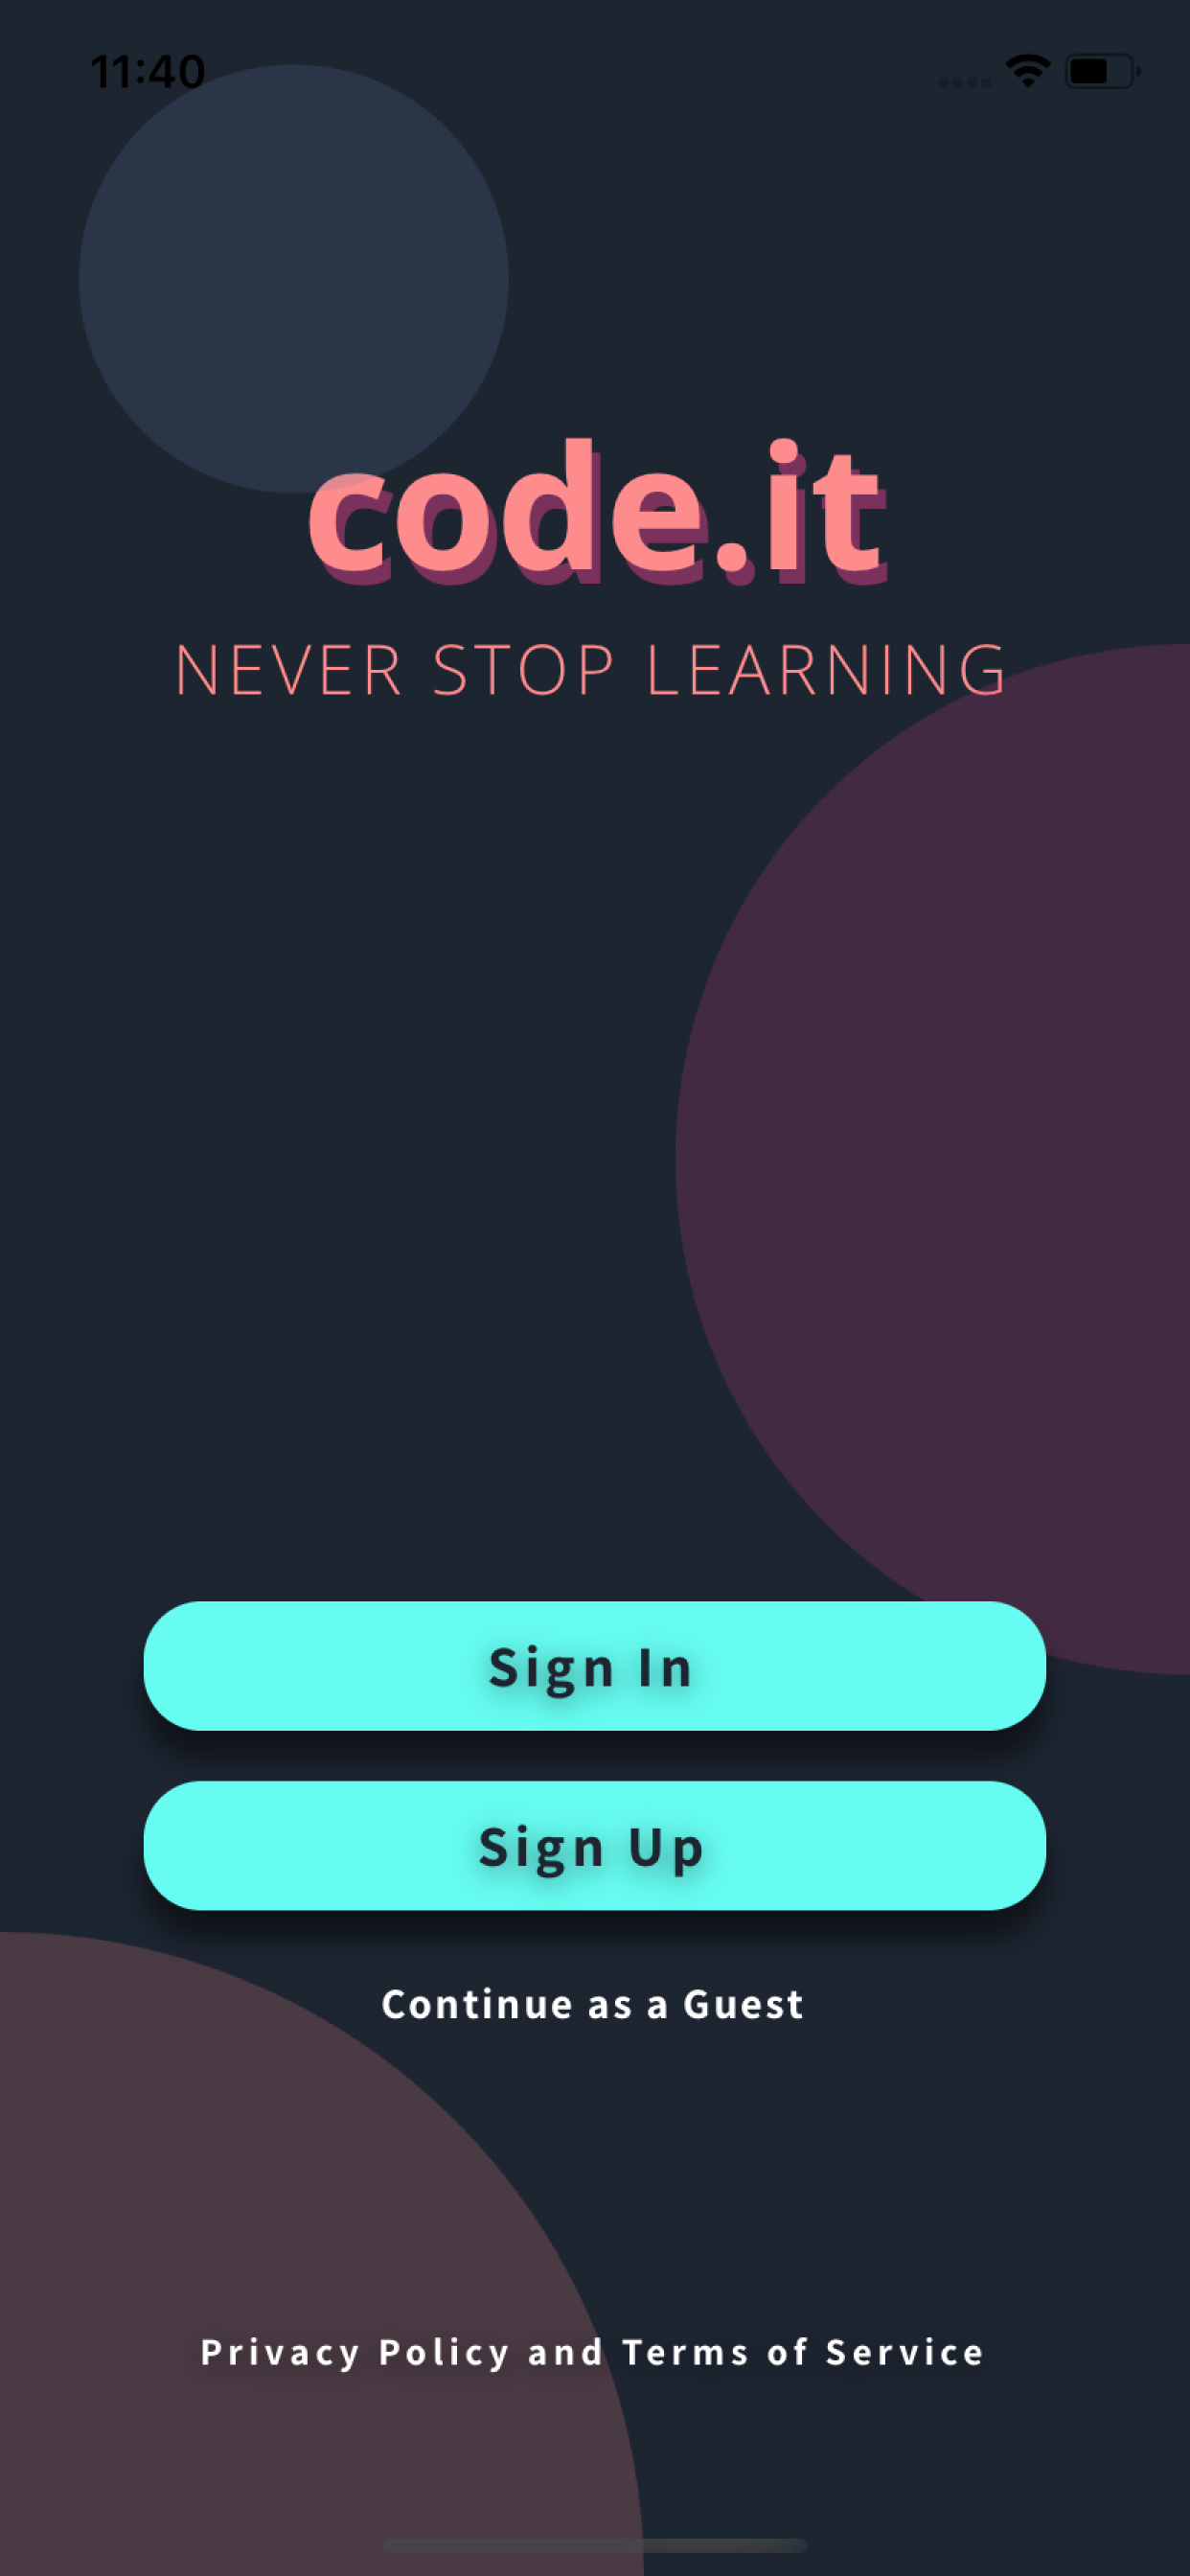 11:40
code.it
NEVER STOP LEARNING
Sign In
Sign Up
Continue as a Guest
Privacy Policy and Terms of Service